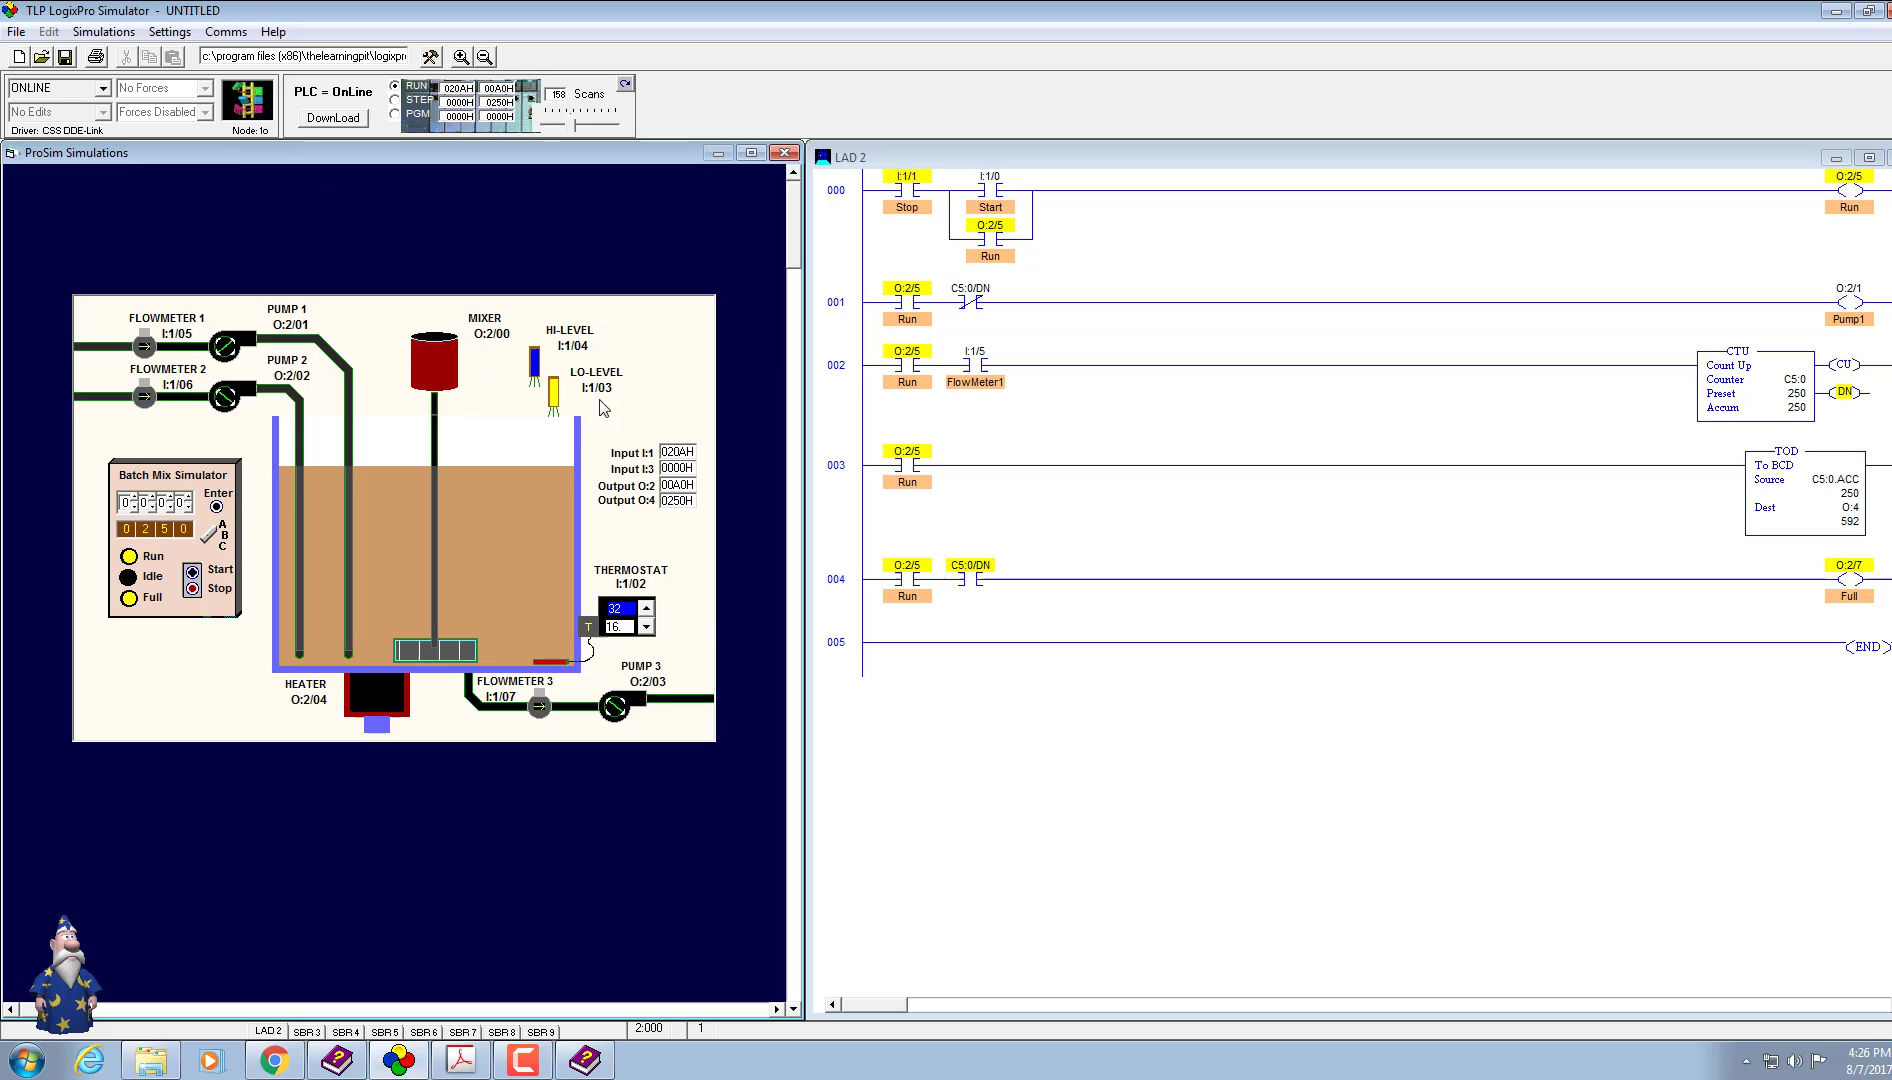 TLP LogixPro Simulator - UNTITLED
File Edit Simulations Settings Comms Help
c:\program files (x86)\thelearningpit\logixpr
ONLINE No Forces
No Edits Forces Disabled
Driver: CSS DDE-Link Node: 1o
PLC = OnLine
DownLoad
RUN 020AH 00A0H
STEP 0000H 0250H
PGM 0000H 0000H
158 Scans
ProSim Simulations
FLOWMETER 1
I:1/05
PUMP 1
O:2/01
FLOWMETER 2
I:1/06
PUMP 2
O:2/02
MIXER
O:2/00
HI-LEVEL
I:1/04
LO-LEVEL
I:1/03
Input I:1 020AH
Input I:3 0000H
Output O:2 00A0H
Output O:4 0250H
Batch Mix Simulator
0 0 0 0
Enter
0 2 5 0
A
B
C
Run
Idle
Full
Start
Stop
THERMOSTAT
I:1/02
32
T 16.
HEATER
O:2/04
FLOWMETER 3
I:1/07
PUMP 3
O:2/03
LAD 2
000
I:1/1
Stop
I:1/0
Start
O:2/5
Run
O:2/5
Run
001
O:2/5
Run
C5:0/DN
O:2/1
Pump1
002
O:2/5
Run
I:1/5
FlowMeter1
CTU
Count Up
Counter C5:0
Preset 250
Accum 250
CU
DN
003
O:2/5
Run
TOD
To BCD
Source C5:0.ACC
250
Dest O:4
592
004
O:2/5
Run
C5:0/DN
O:2/7
Full
005
END
LAD 2 SBR 3 SBR 4 SBR 5 SBR 6 SBR 7 SBR 8 SBR 9
2:000 1
4:26 PM
8/7/2017